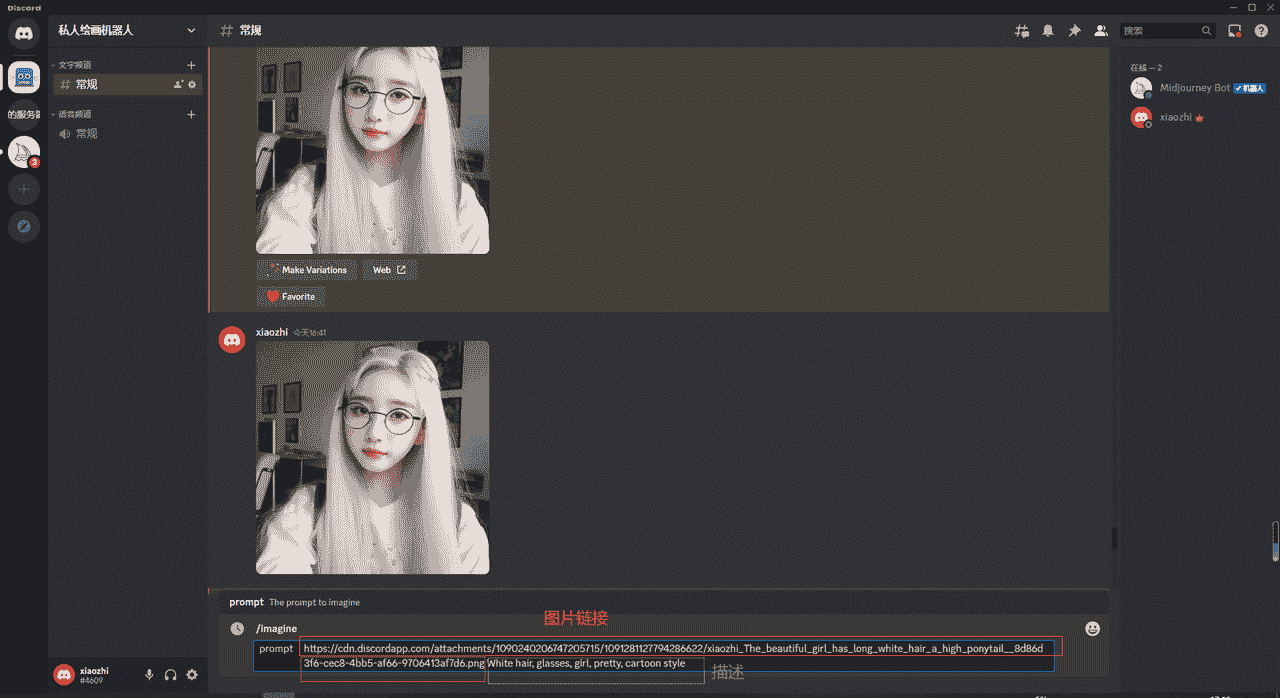 Discord
私人绘画机器人
常规
搜索
文字频道
常规
语音频道
常规
的服务器
3
在线 — 2
Midjourney Bot
机器人
xiaozhi
Make Variations
Web
Favorite
xiaozhi 今天16:41
prompt The prompt to imagine
图片链接
/imagine
prompt
https://cdn.discordapp.com/attachments/1090240206747205715/1091281127794286622/xiaozhi_The_beautiful_girl_has_long_white_hair_a_high_ponytail__8d86d
3f6-cec8-4bb5-af66-9706413af7d6.png White hair, glasses, girl, pretty, cartoon style
描述
xiaozhi
#4609